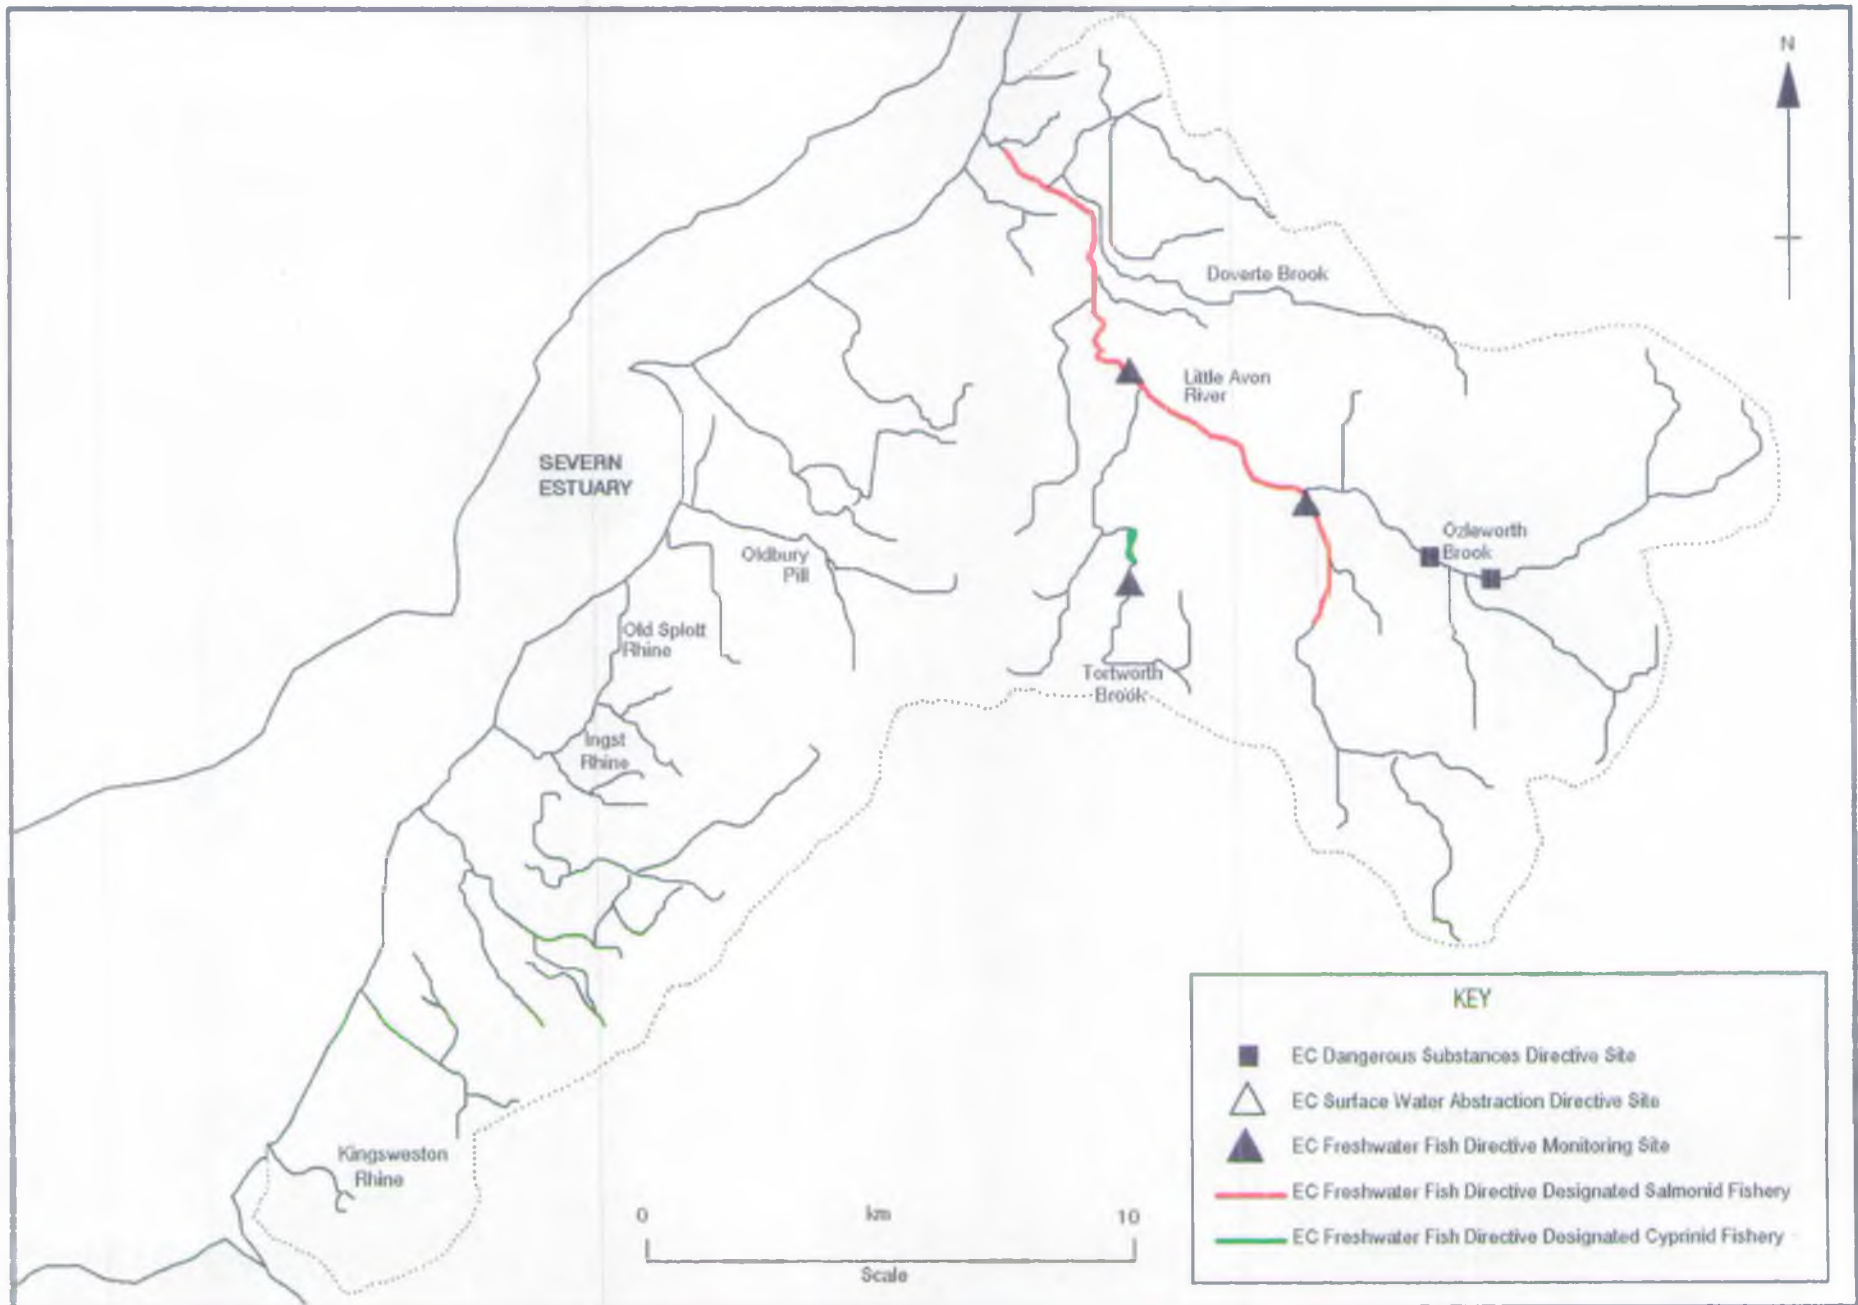 N
Doverte Brook
Little Avon
River
SEVERN
ESTUARY
Ozleworth
Brook
Oldbury
Pill
Old Splott
Rhine
Tortworth
Brook
Ingst
Rhine
KEY
EC Dangerous Substances Directive Site
EC Surface Water Abstraction Directive Site
EC Freshwater Fish Directive Monitoring Site
EC Freshwater Fish Directive Designated Salmonid Fishery
EC Freshwater Fish Directive Designated Cyprinid Fishery
Kingsweston
Rhine
0 km 10
Scale